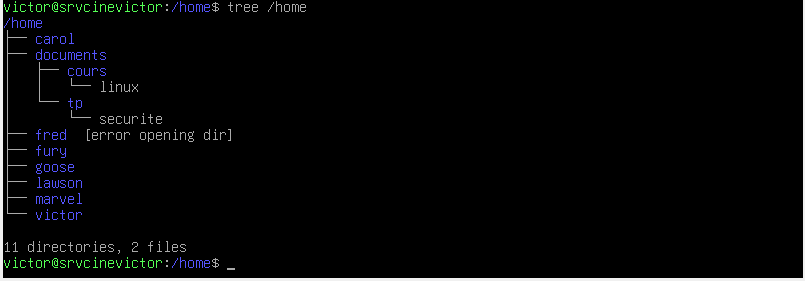 victor@srvcinevictor:/home$ tree /home
/home
├── carol
├── documents
│   ├── cours
│   │   └── linux
│   └── tp
│       └── securite
├── fred  [error opening dir]
├── fury
├── goose
├── lawson
├── marvel
└── victor

11 directories, 2 files
victor@srvcinevictor:/home$ _